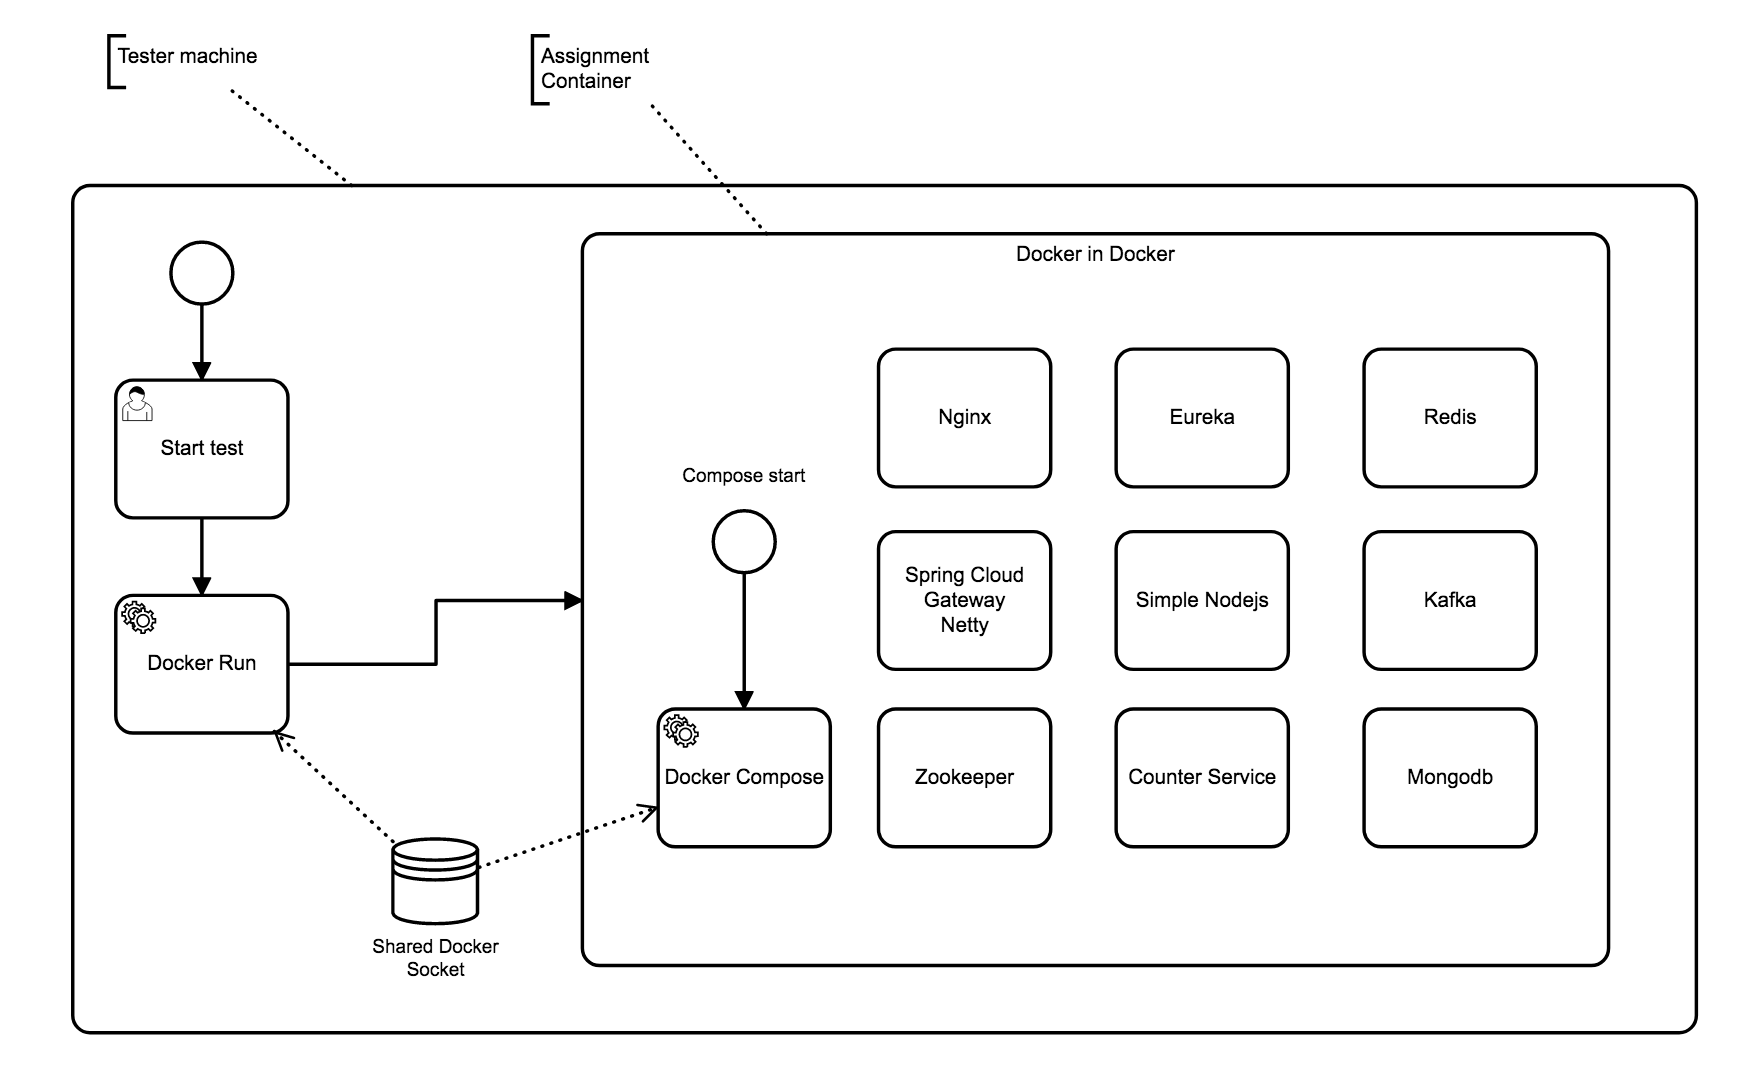 Tester machine
Assignment
Container
Docker in Docker
Start test
Docker Run
Shared Docker
Socket
Compose start
Docker Compose
Nginx
Eureka
Redis
Spring Cloud
Gateway
Netty
Simple Nodejs
Kafka
Zookeeper
Counter Service
Mongodb